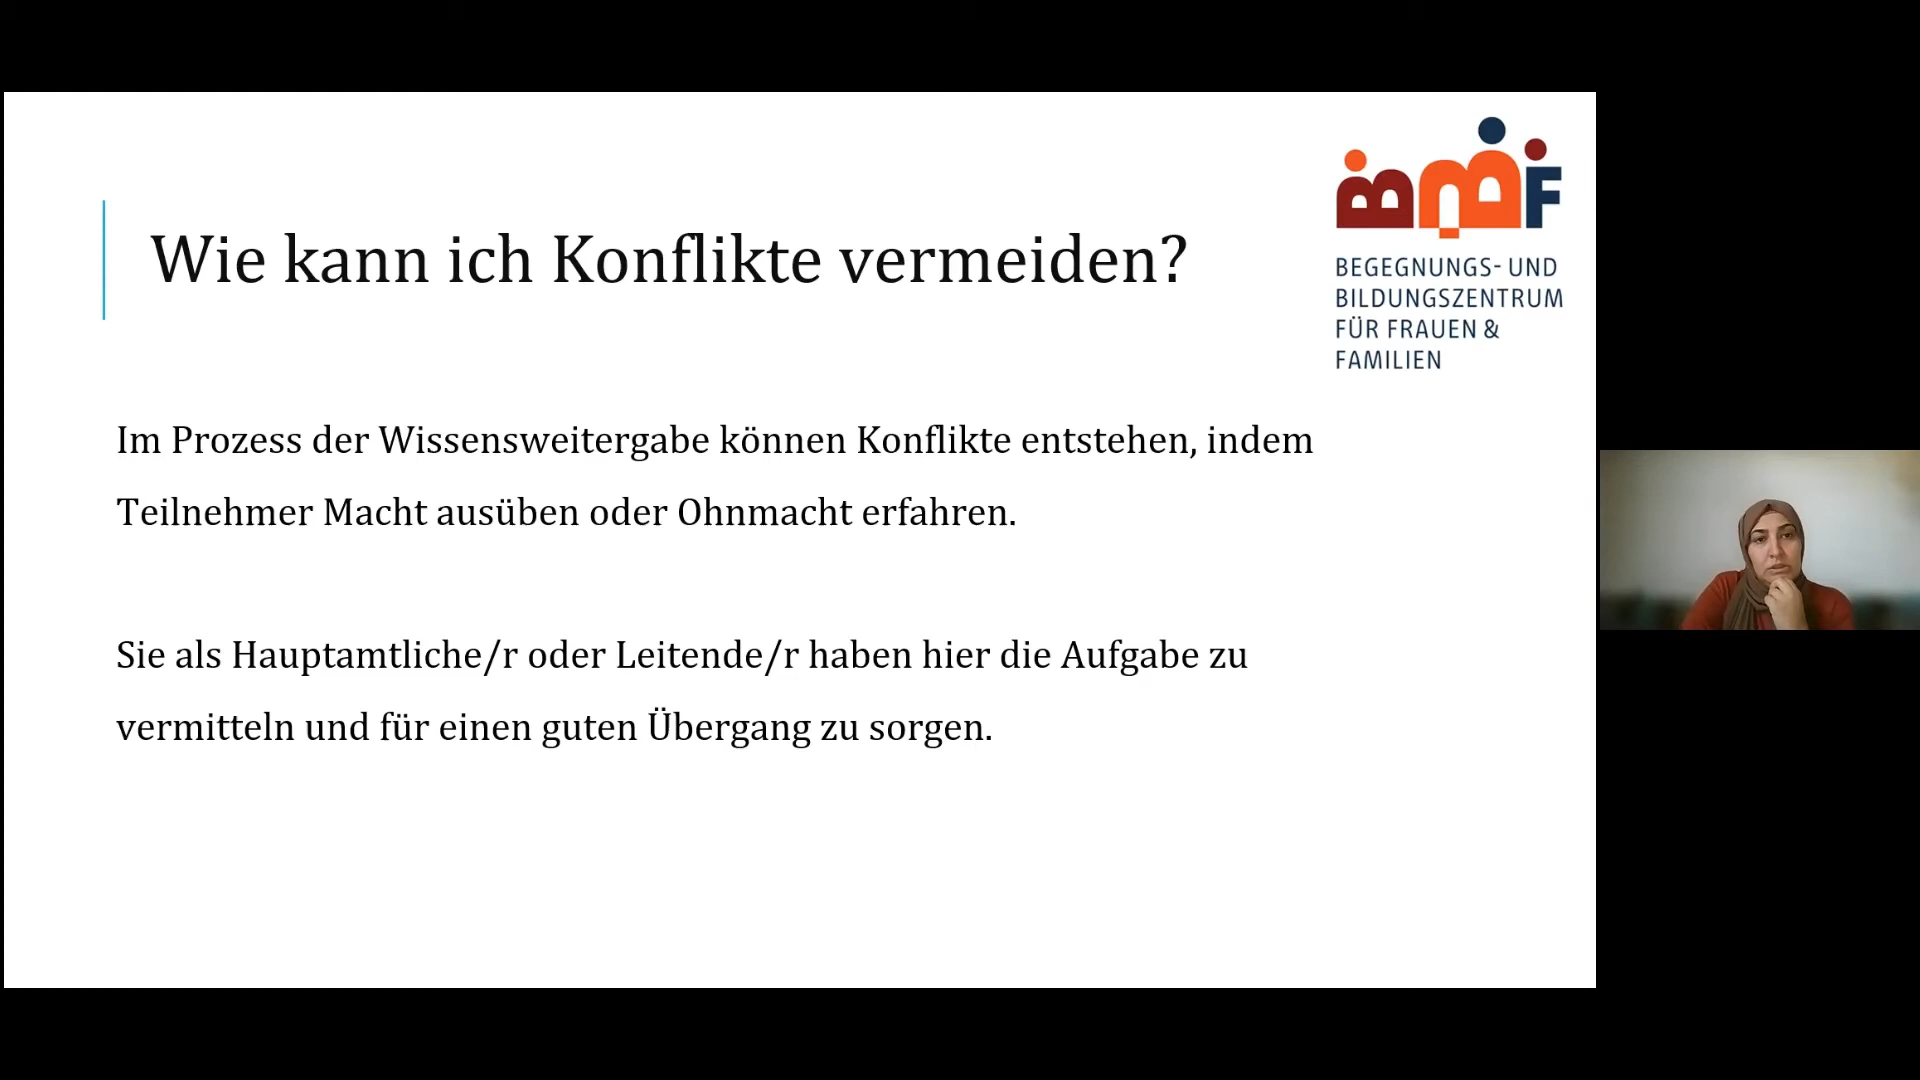 Wie kann ich Konflikte vermeiden?
BBF
BEGEGNUNGS- UND
BILDUNGSZENTRUM
FÜR FRAUEN &
FAMILIEN
Im Prozess der Wissensweitergabe können Konflikte entstehen, indem
Teilnehmer Macht ausüben oder Ohnmacht erfahren.
Sie als Hauptamtliche/r oder Leitende/r haben hier die Aufgabe zu
vermitteln und für einen guten Übergang zu sorgen.